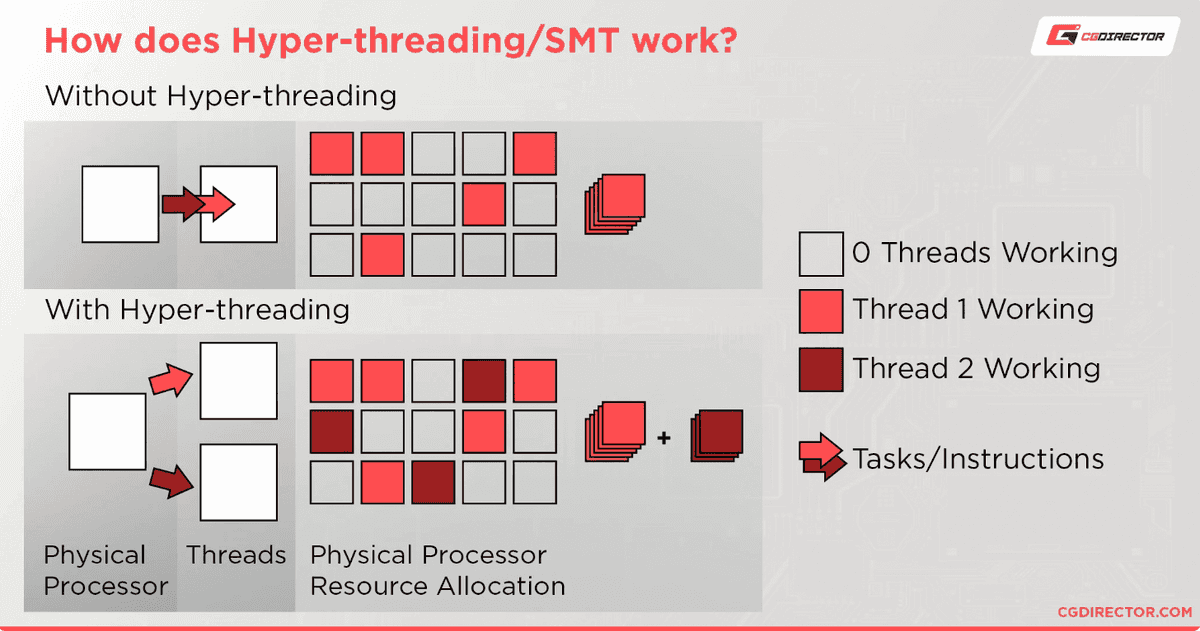 How does Hyper-threading/SMT work?
CGDIRECTOR
Without Hyper-threading
With Hyper-threading
0 Threads Working
Thread 1 Working
Thread 2 Working
Tasks/Instructions
+
Physical
Processor
Threads
Physical Processor
Resource Allocation
CGDIRECTOR.COM